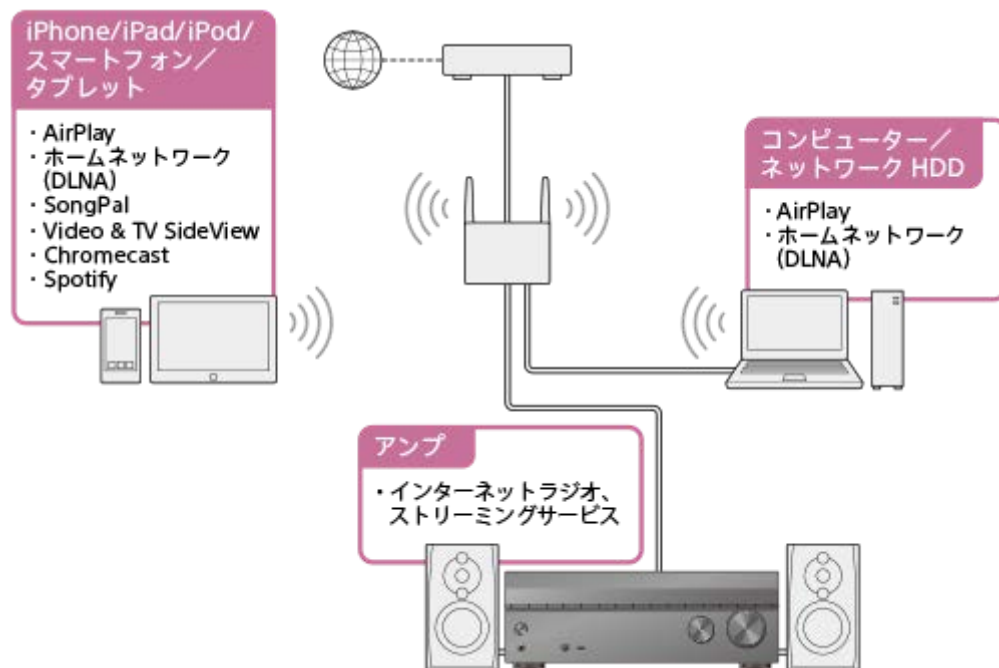 iPhone/iPad/iPod/
スマートフォン／
タブレット
・AirPlay
・ホームネットワーク
(DLNA)
・SongPal
・Video & TV SideView
・Chromecast
・Spotify
コンピューター／
ネットワーク HDD
・AirPlay
・ホームネットワーク
(DLNA)
アンプ
・インターネットラジオ、
ストリーミングサービス